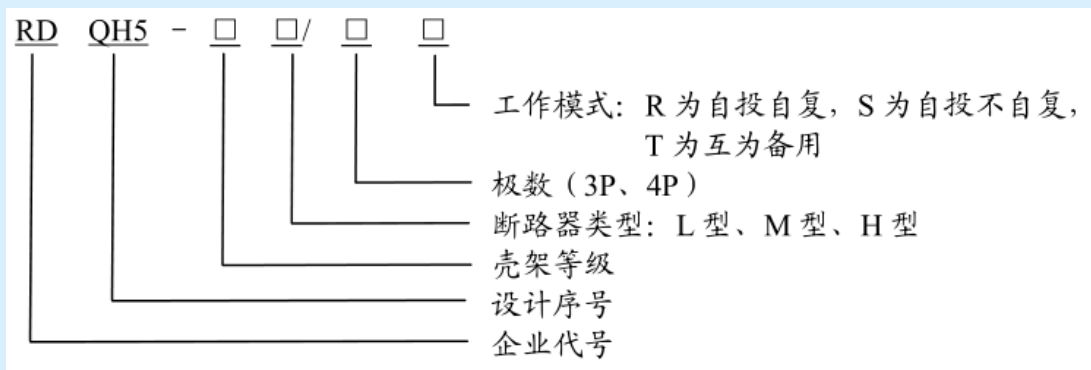 RD QH5 - □ □/ □ □
工作模式：R 为自投自复，S 为自投不自复，
T 为互为备用
极数（3P、4P）
断路器类型：L 型、M 型、H 型
壳架等级
设计序号
企业代号